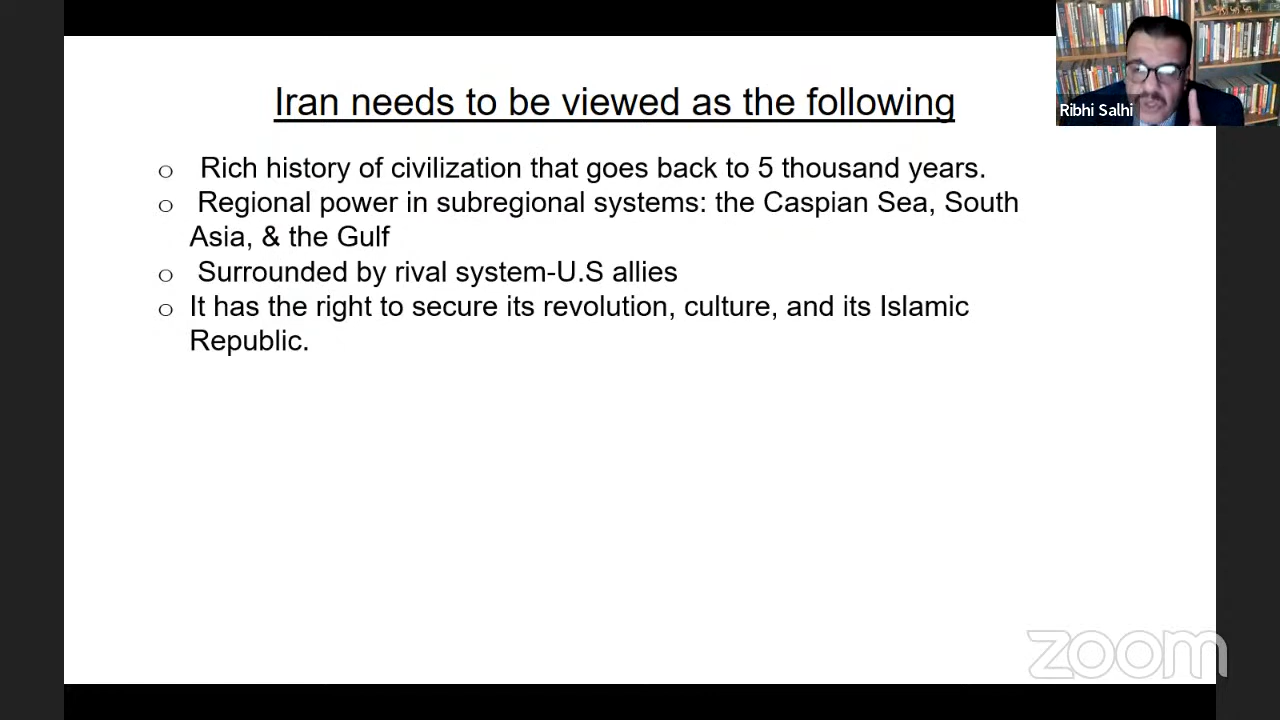 Iran needs to be viewed as the following
Ribhi Salhi
o Rich history of civilization that goes back to 5 thousand years.
o Regional power in subregional systems: the Caspian Sea, South
Asia, & the Gulf
o Surrounded by rival system-U.S allies
o It has the right to secure its revolution, culture, and its Islamic
Republic.
zoom